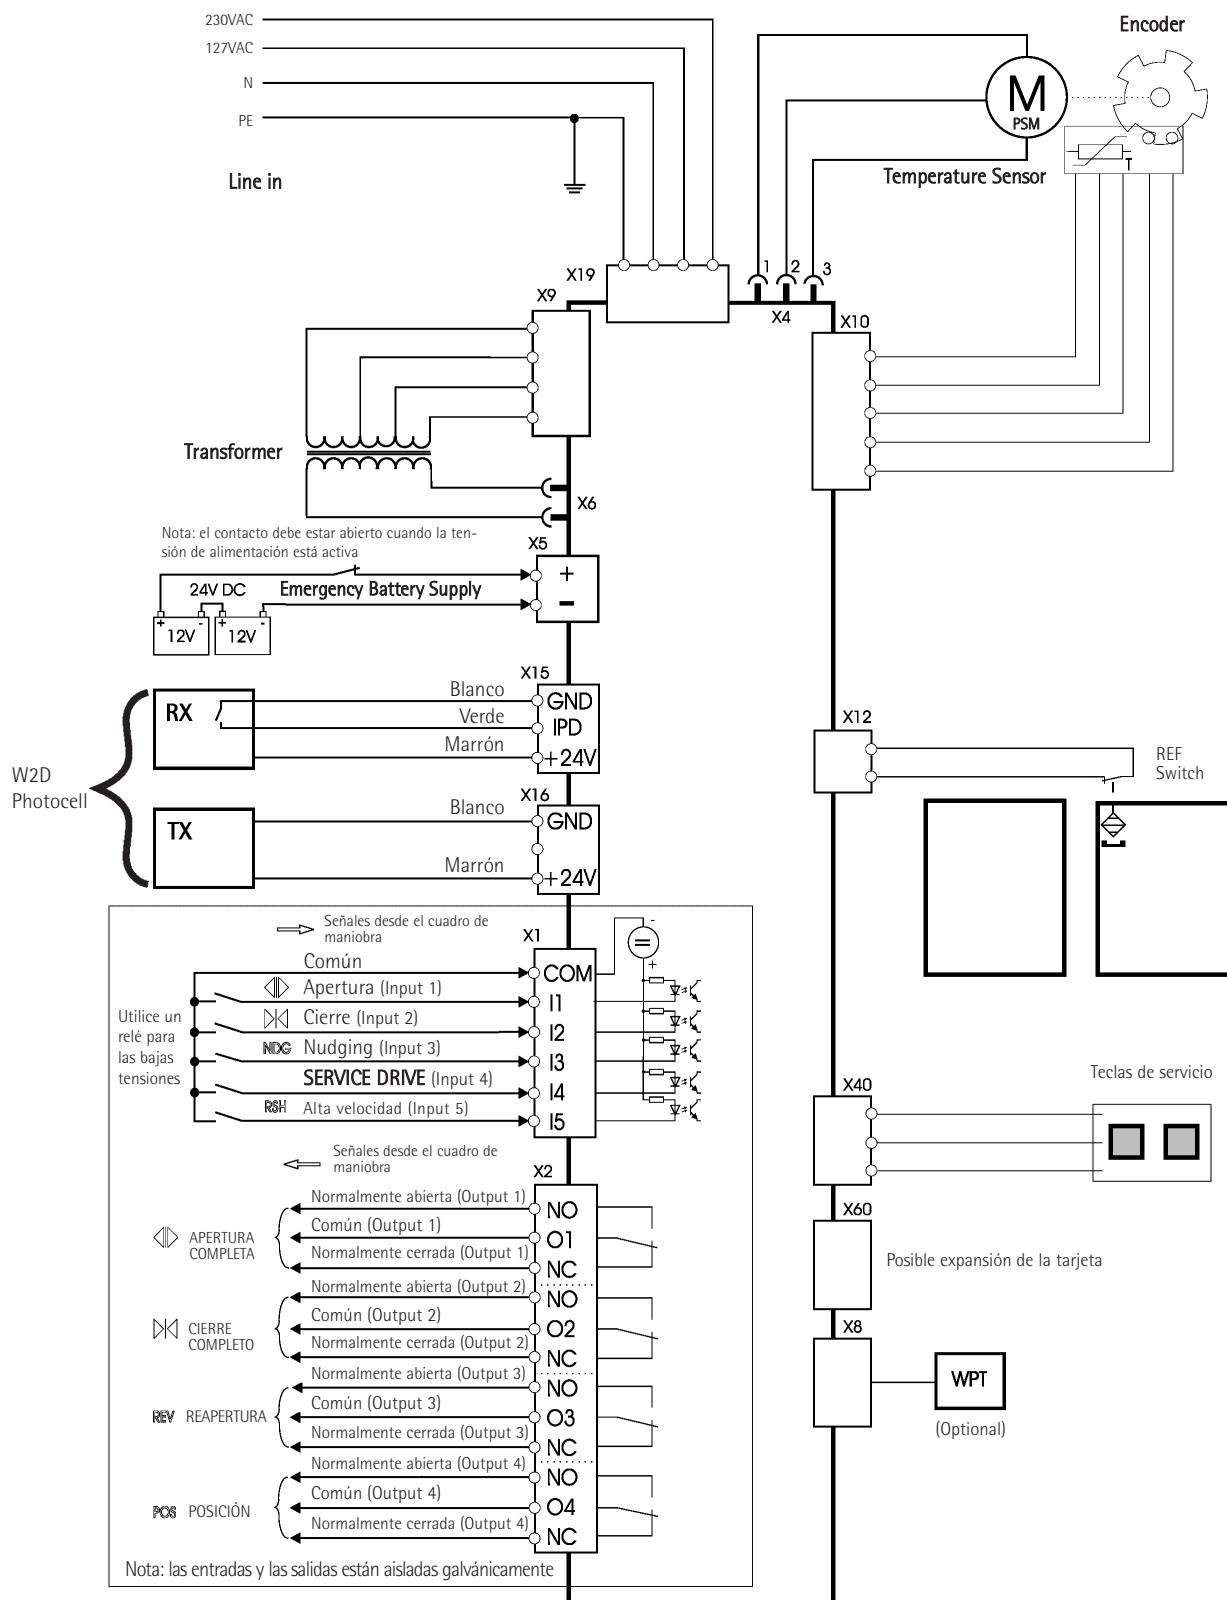 230VAC
127VAC
N
PE
Line in
Encoder
M
PSM
T
Temperature Sensor
X19
1
2
3
X4
X9
X10
Transformer
X6
Nota: el contacto debe estar abierto cuando la ten-
sión de alimentación está activa
X5
+
-
24V DC
Emergency Battery Supply
+ - + -
12V
12V
X15
RX
Blanco
GND
Verde
IPD
Marrón
+24V
W2D
Photocell
X16
TX
Blanco
GND
Marrón
+24V
X12
REF
Switch
Señales desde el cuadro de
maniobra
X1
-
=
+
Común
COM
Apertura (Input 1)
I1
Cierre (Input 2)
I2
NDG Nudging (Input 3)
I3
SERVICE DRIVE (Input 4)
I4
RSH Alta velocidad (Input 5)
I5
Utilice un
relé para
las bajas
tensiones
X40
Teclas de servicio
Señales desde el cuadro de
maniobra
X2
Normalmente abierta (Output 1)
NO
Común (Output 1)
O1
Normalmente cerrada (Output 1)
NC
APERTURA
COMPLETA
Normalmente abierta (Output 2)
NO
Común (Output 2)
O2
Normalmente cerrada (Output 2)
NC
CIERRE
COMPLETO
Normalmente abierta (Output 3)
NO
Común (Output 3)
O3
Normalmente cerrada (Output 3)
NC
REV REAPERTURA
Normalmente abierta (Output 4)
NO
Común (Output 4)
O4
Normalmente cerrada (Output 4)
NC
POS POSICIÓN
Nota: las entradas y las salidas están aisladas galvánicamente
X60
Posible expansión de la tarjeta
X8
WPT
(Optional)